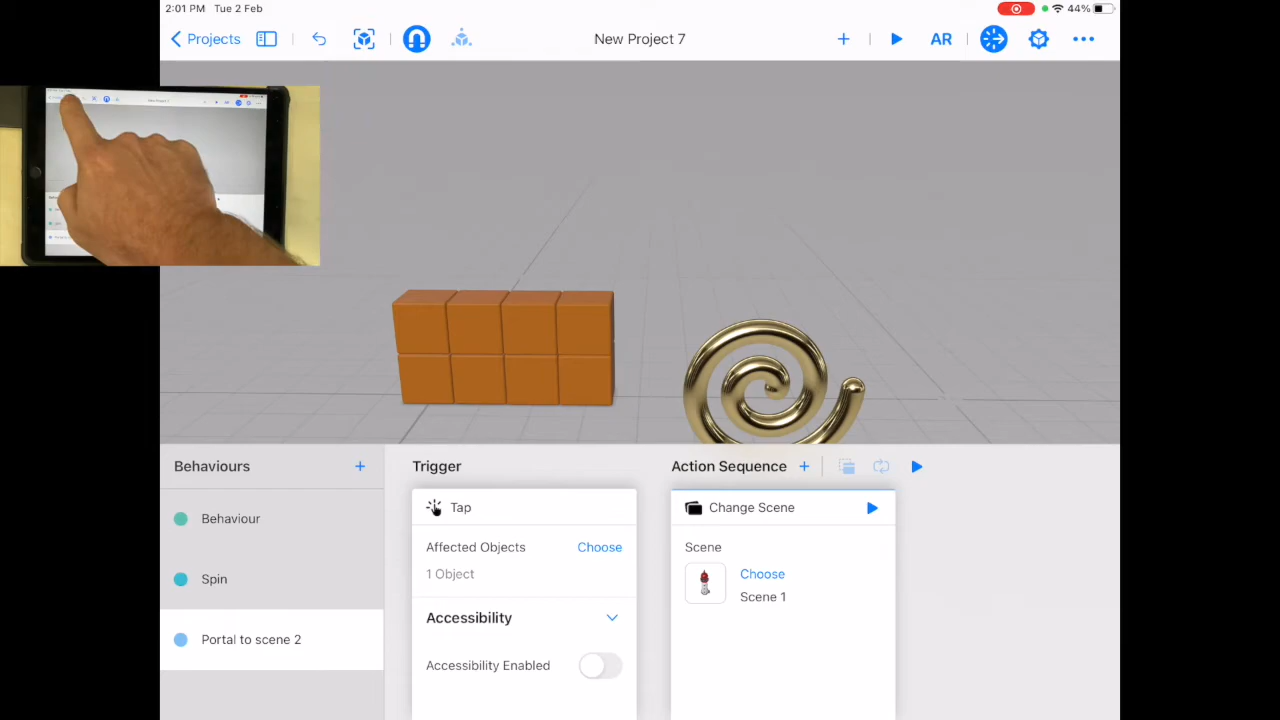 2:01 PM Tue 2 Feb 44%
Projects New Project 7 AR
Behaviours
Trigger
Action Sequence
Behaviour
Spin
Portal to scene 2
Tap
Affected Objects Choose
1 Object
Accessibility
Accessibility Enabled
Change Scene
Scene
Choose
Scene 1